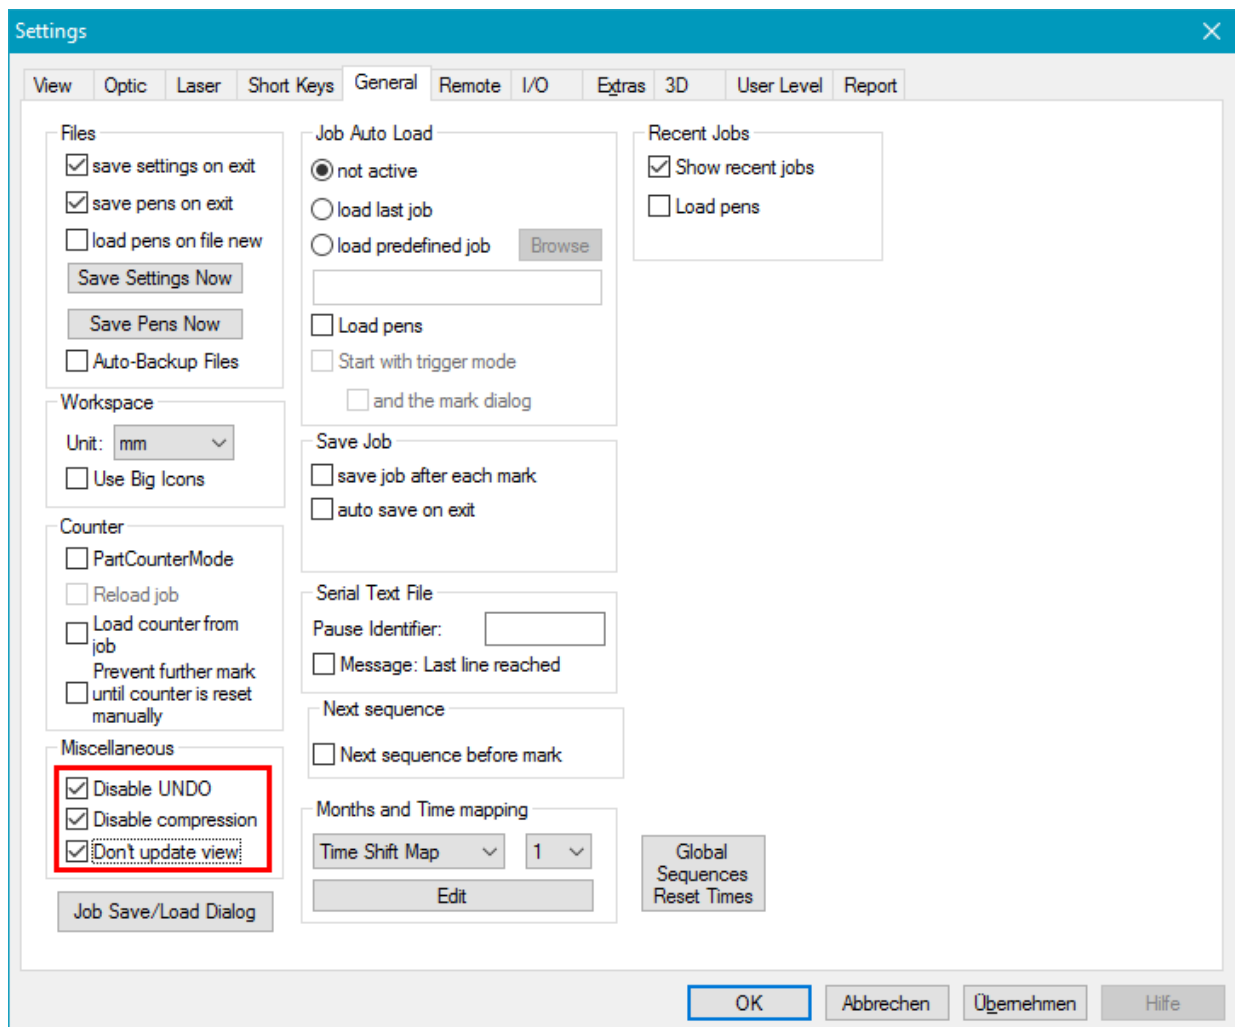 Settings
View Optic Laser Short Keys General Remote I/O Extras 3D User Level Report
Files
save settings on exit
save pens on exit
load pens on file new
Save Settings Now
Save Pens Now
Auto-Backup Files
Workspace
Unit: mm
Use Big Icons
Counter
PartCounterMode
Reload job
Load counter from
job
Prevent further mark
until counter is reset
manually
Miscellaneous
Disable UNDO
Disable compression
Don't update view
Job Save/Load Dialog
Job Auto Load
not active
load last job
load predefined job Browse
Load pens
Start with trigger mode
and the mark dialog
Save Job
save job after each mark
auto save on exit
Serial Text File
Pause Identifier:
Message: Last line reached
Next sequence
Next sequence before mark
Months and Time mapping
Time Shift Map 1
Edit
Recent Jobs
Show recent jobs
Load pens
Global
Sequences
Reset Times
OK Abbrechen Übernehmen Hilfe